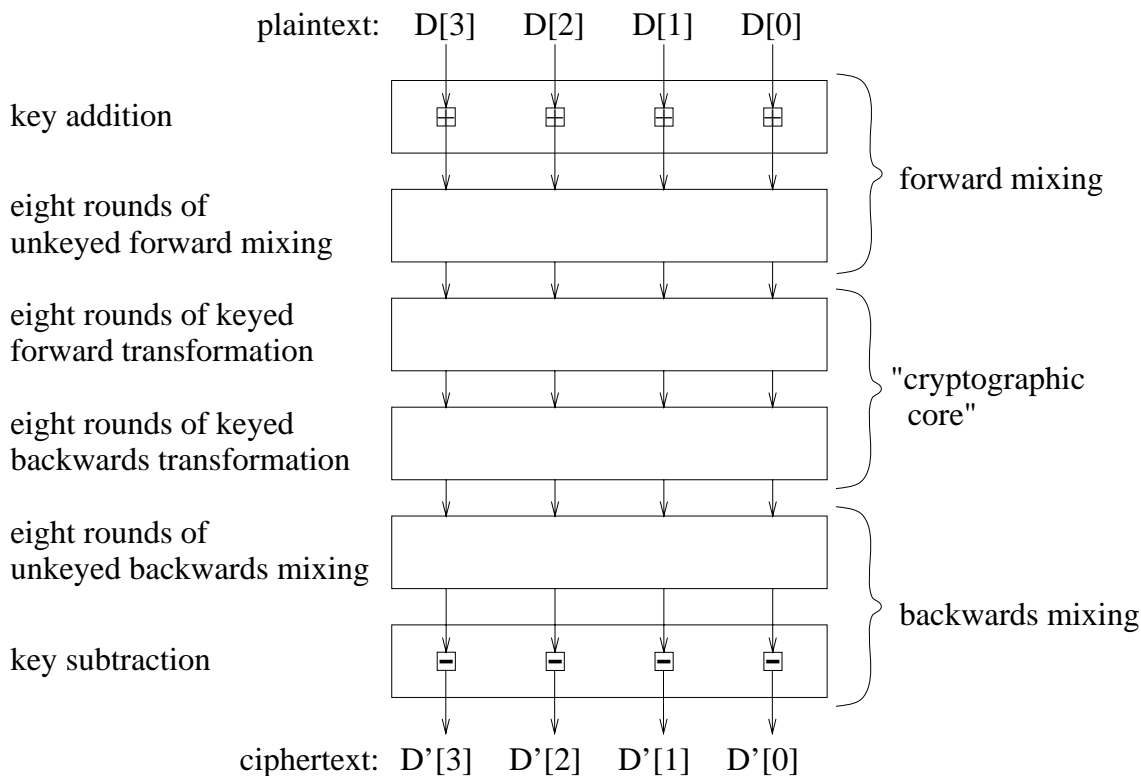 plaintext: D[3] D[2] D[1] D[0]
key addition
forward mixing
eight rounds of
unkeyed forward mixing
eight rounds of keyed
forward transformation
"cryptographic
core"
eight rounds of keyed
backwards transformation
eight rounds of
unkeyed backwards mixing
backwards mixing
key subtraction
ciphertext: D’[3] D’[2] D’[1] D’[0]